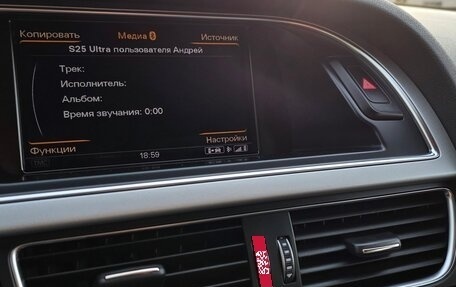 Копировать Медиа Источник
S25 Ultra пользователя Андрей
Трек:
Исполнитель:
Альбом:
Время звучания: 0:00
Функции Настройки
18:59